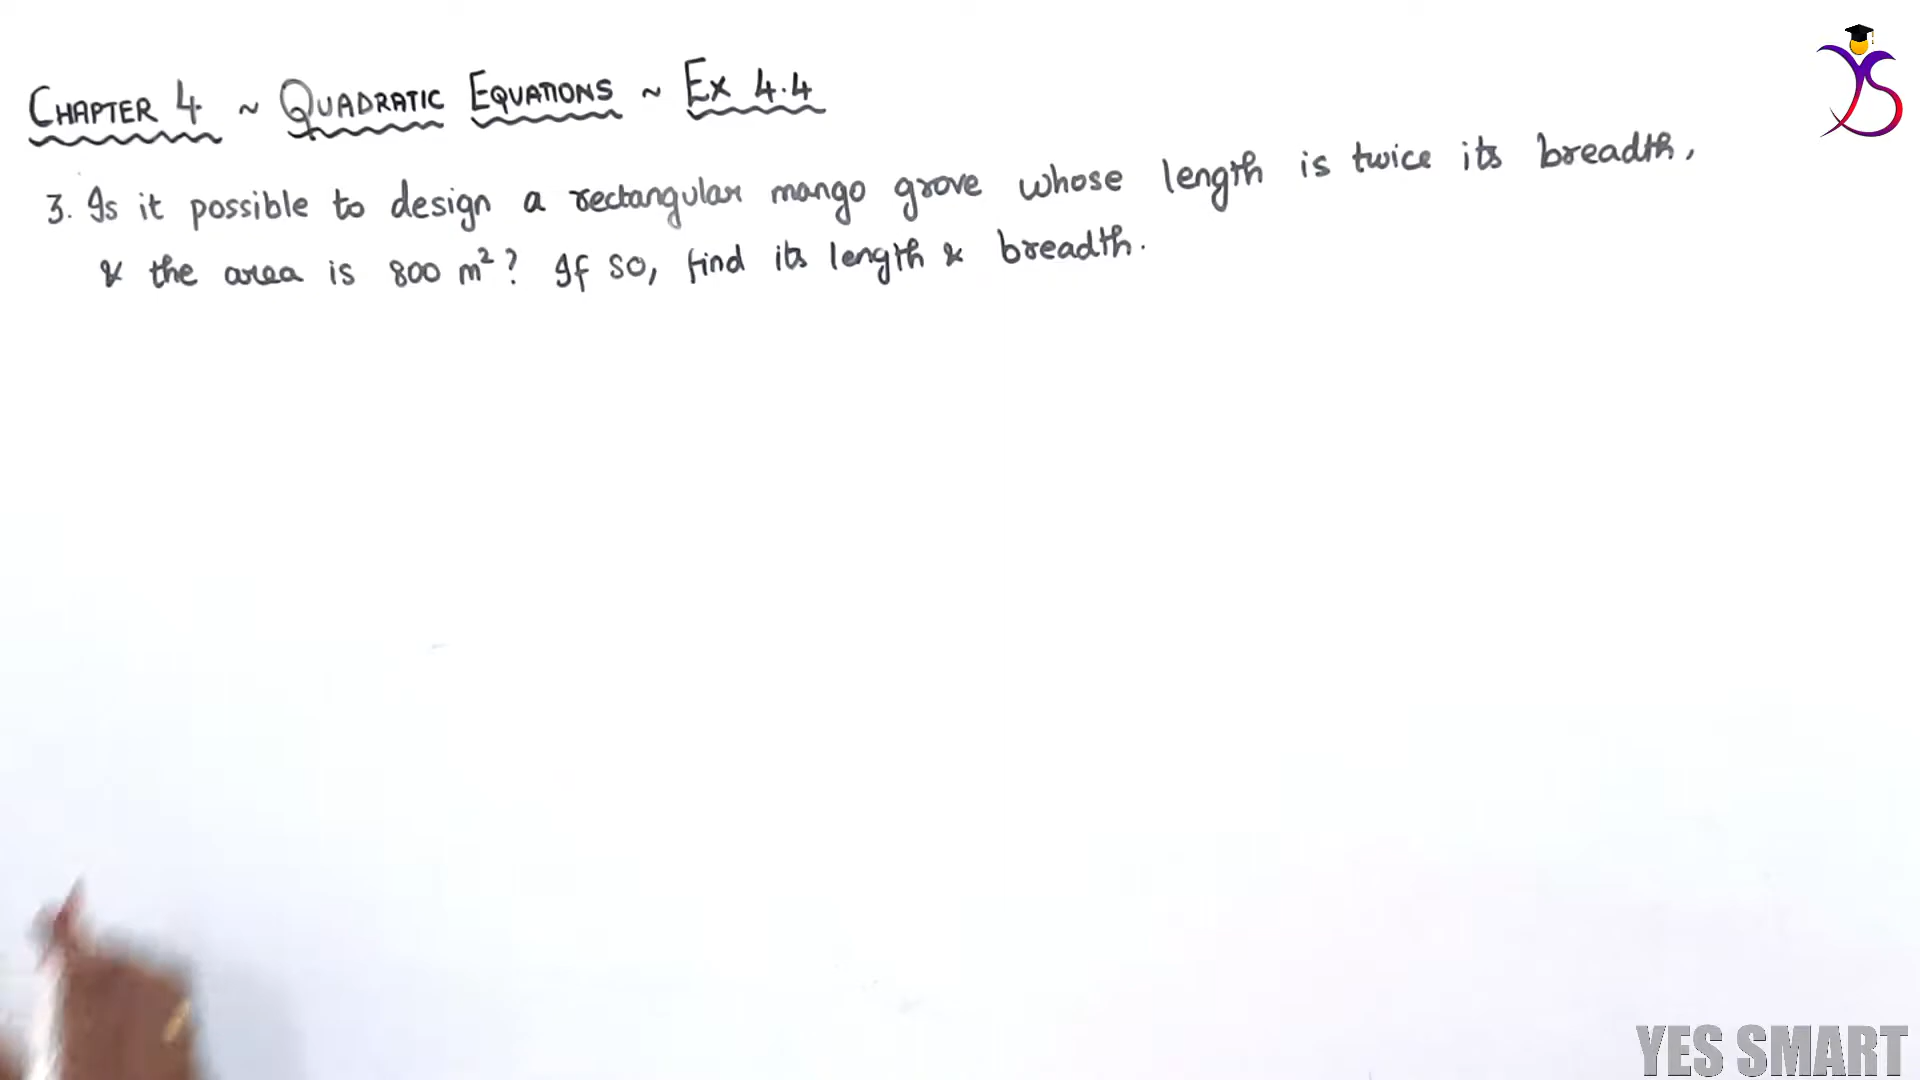 CHAPTER 4 ~ QUADRATIC EQUATIONS ~ EX 4.4
3. Is it possible to design a rectangular mango grove whose length is twice its breadth,
& the area is 800 m²? If so, find its length & breadth.
YS
YES SMART